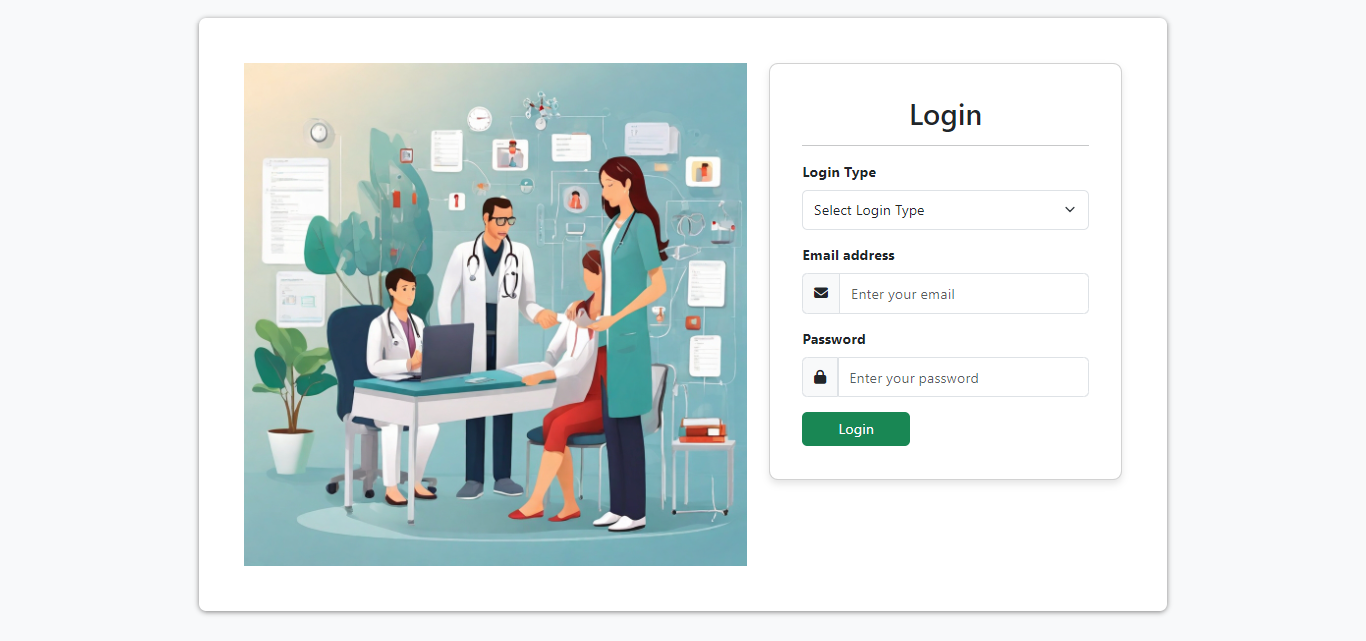 Login
Login Type
Select Login Type
Email address
Enter your email
Password
Enter your password
Login